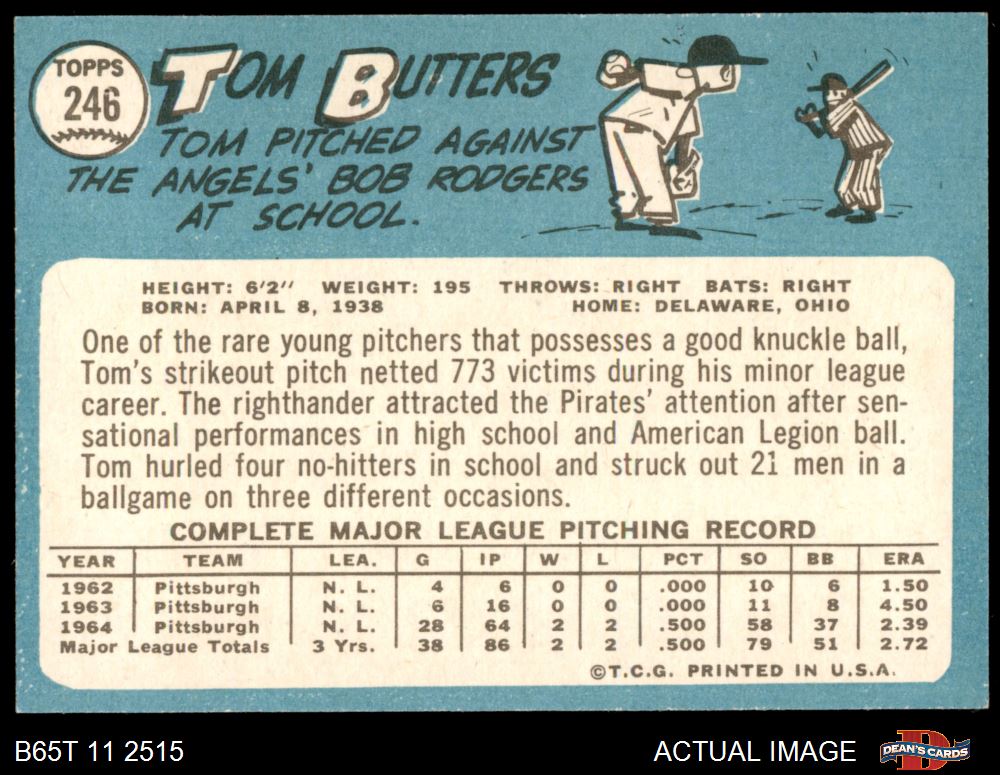 TOPPS
246
TOM BUTTERS
TOM PITCHED AGAINST
THE ANGELS' BOB RODGERS
AT SCHOOL.
HEIGHT: 6'2" WEIGHT: 195 THROWS: RIGHT BATS: RIGHT
BORN: APRIL 8, 1938 HOME: DELAWARE, OHIO
One of the rare young pitchers that possesses a good knuckle ball,
Tom's strikeout pitch netted 773 victims during his minor league
career. The righthander attracted the Pirates' attention after sen-
sational performances in high school and American Legion ball.
Tom hurled four no-hitters in school and struck out 21 men in a
ballgame on three different occasions.
COMPLETE MAJOR LEAGUE PITCHING RECORD
YEAR TEAM LEA. G IP W L PCT SO BB ERA
1962 Pittsburgh N. L. 4 6 0 0 .000 10 6 1.50
1963 Pittsburgh N. L. 6 16 0 0 .000 11 8 4.50
1964 Pittsburgh N. L. 28 64 2 2 .500 58 37 2.39
Major League Totals 3 Yrs. 38 86 2 2 .500 79 51 2.72
©T.C.G. PRINTED IN U.S.A.
B65T 11 2515 ACTUAL IMAGE DEAN'S CARDS